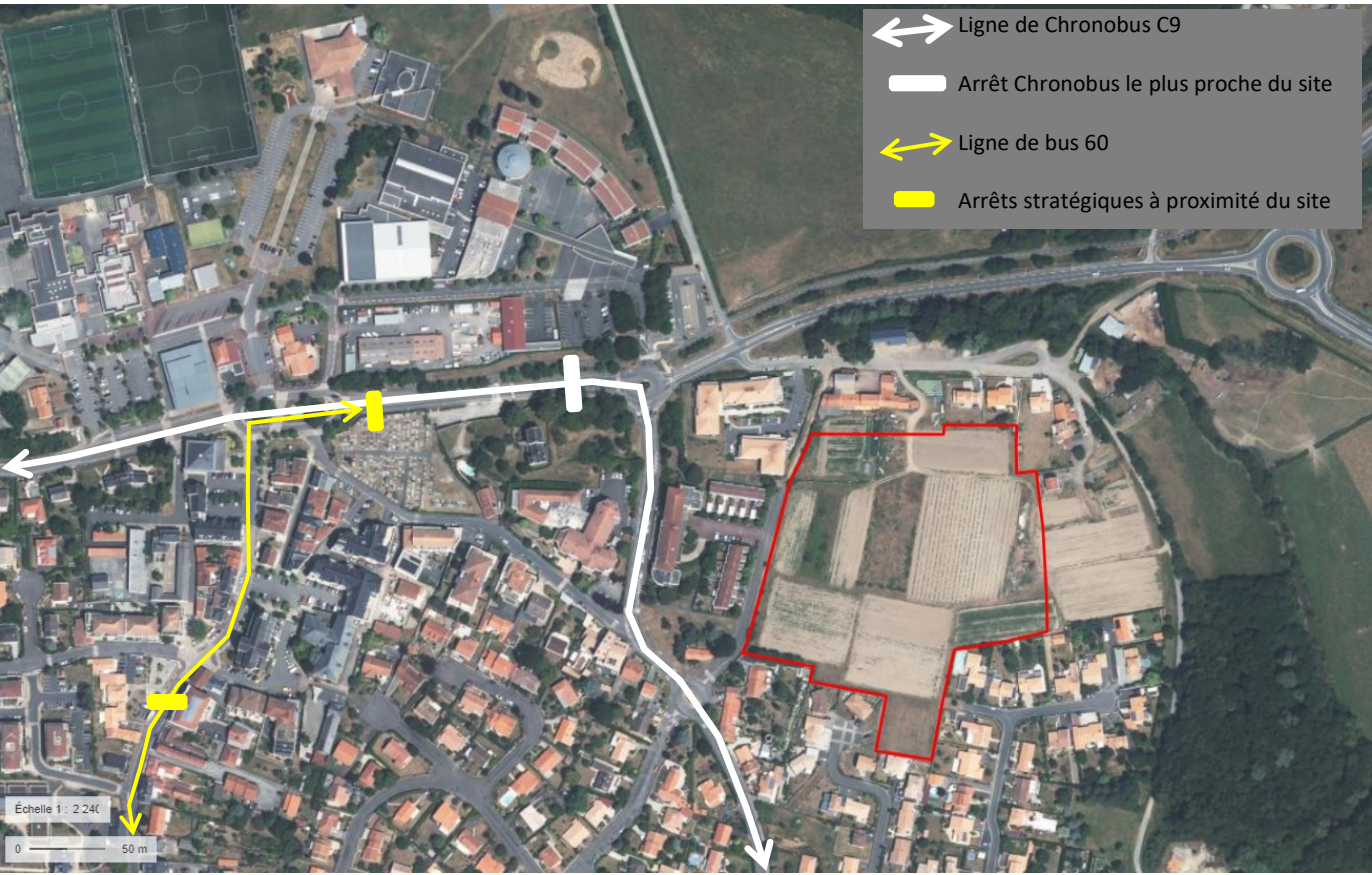 Ligne de Chronobus C9
Arrêt Chronobus le plus proche du site
Ligne de bus 60
Arrêts stratégiques à proximité du site
Échelle 1 : 2 24
0 50 m